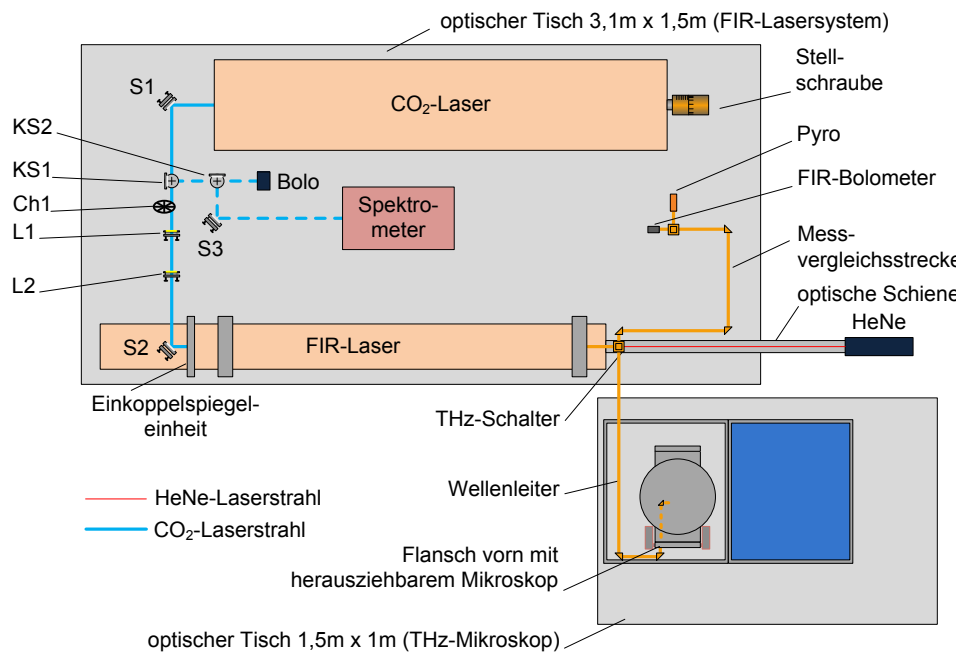 optischer Tisch 3,1m x 1,5m (FIR-Lasersystem)
S1
CO₂-Laser
Stell-
schraube
KS2
KS1
Ch1
L1
L2
Bolo
S3
Spektro-
meter
Pyro
FIR-Bolometer
Mess-
vergleichsstrecke
optische Schiene
HeNe
S2
FIR-Laser
Einkoppelspiegel-
einheit
THz-Schalter
HeNe-Laserstrahl
CO₂-Laserstrahl
Wellenleiter
Flansch vorn mit
herausziehbarem Mikroskop
optischer Tisch 1,5m x 1m (THz-Mikroskop)